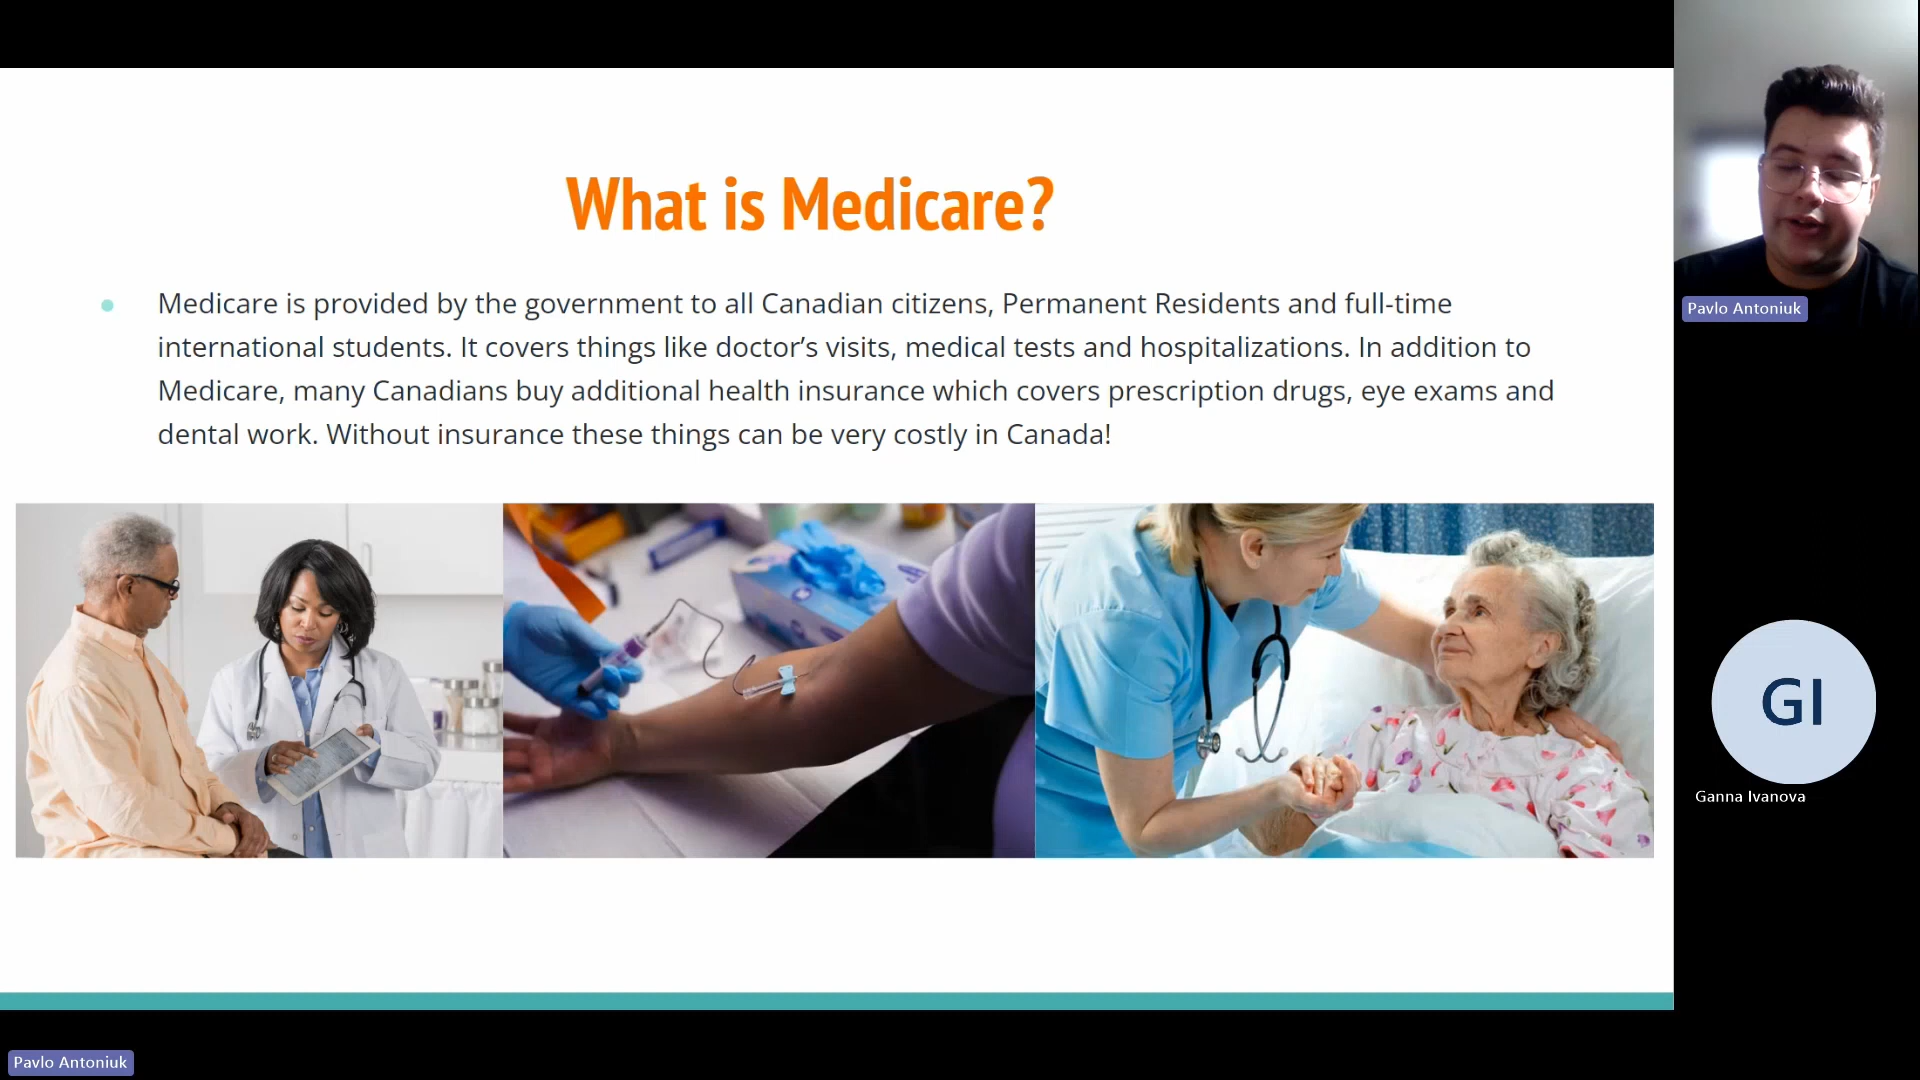 What is Medicare?
Medicare is provided by the government to all Canadian citizens, Permanent Residents and full-time
international students. It covers things like doctor’s visits, medical tests and hospitalizations. In addition to
Medicare, many Canadians buy additional health insurance which covers prescription drugs, eye exams and
dental work. Without insurance these things can be very costly in Canada!
Pavlo Antoniuk
GI
Ganna Ivanova
Pavlo Antoniuk